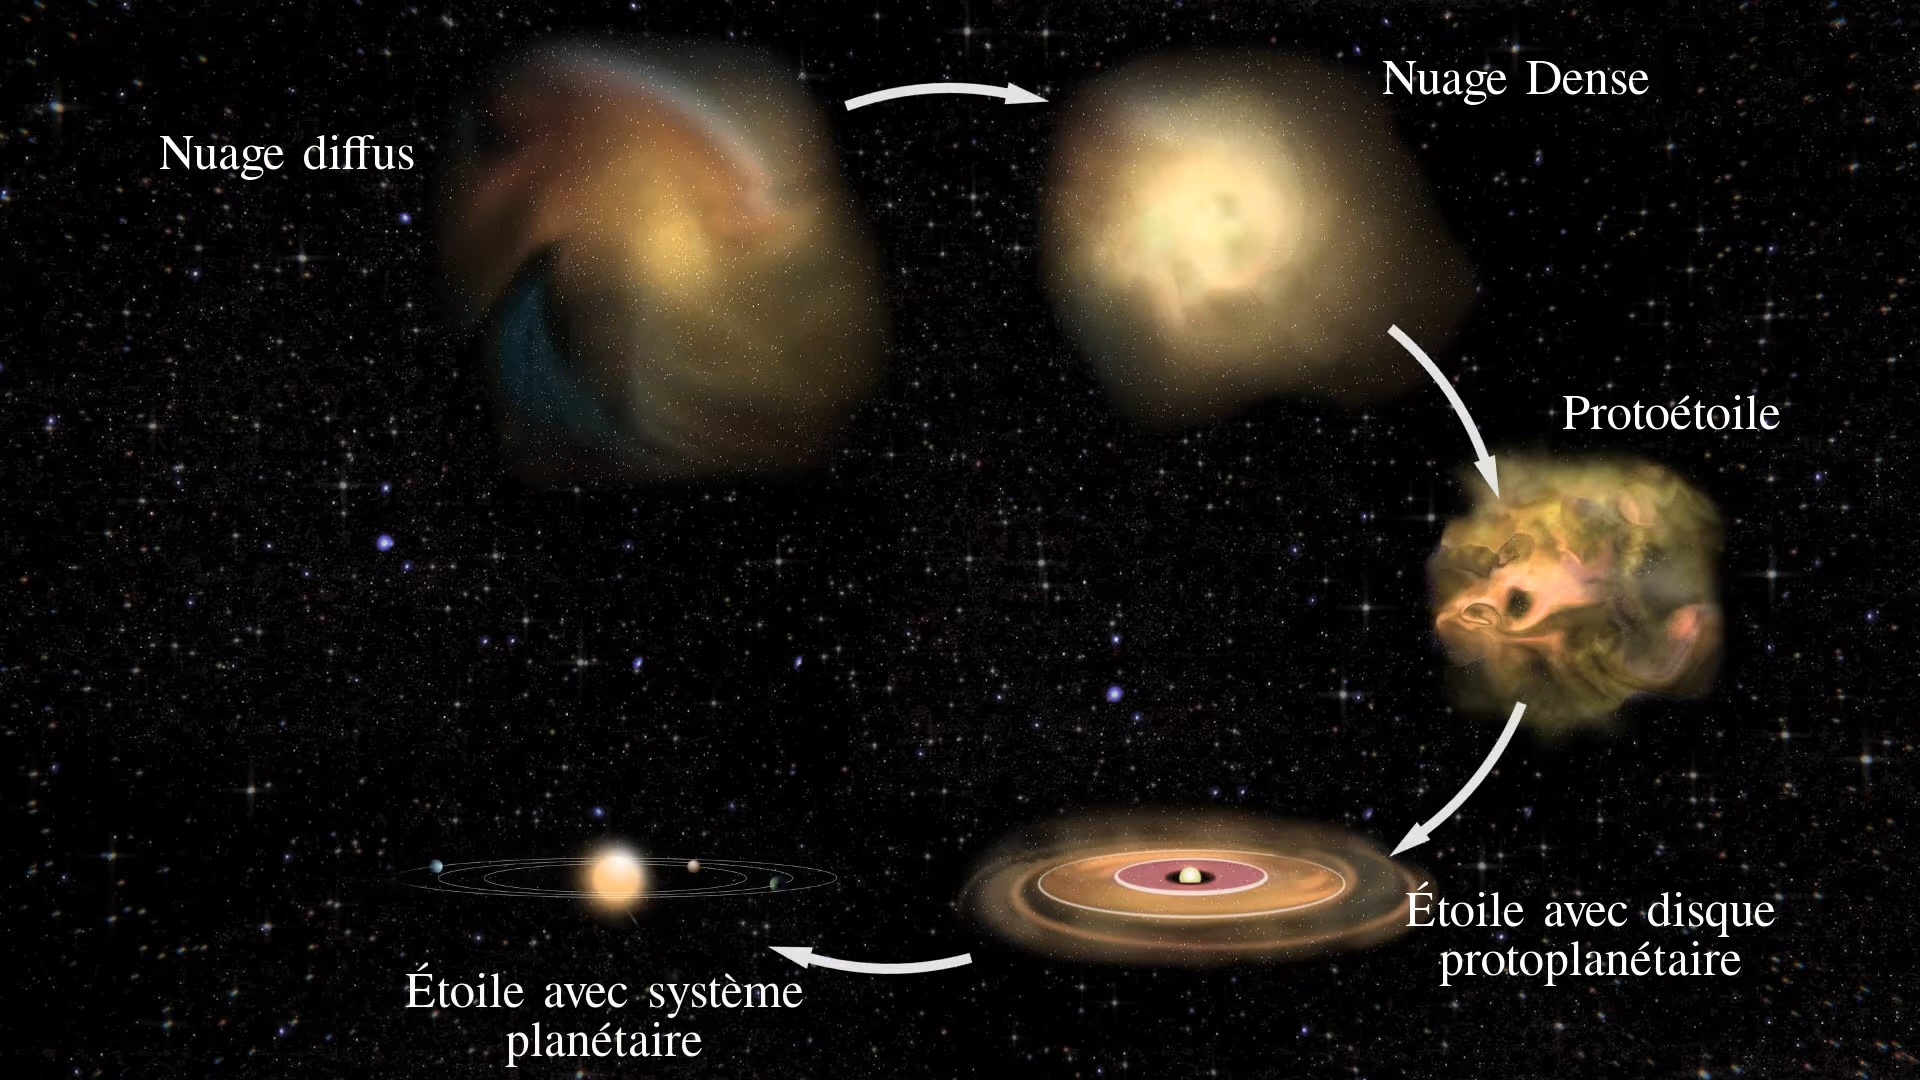 Nuage diffus
Nuage Dense
Protoétoile
Étoile avec disque
protoplanétaire
Étoile avec système
planétaire